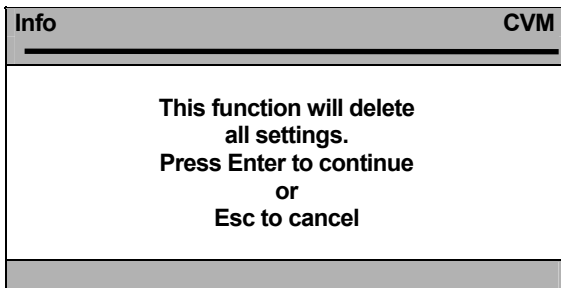 Info CVM
This function will delete
all settings.
Press Enter to continue
or
Esc to cancel